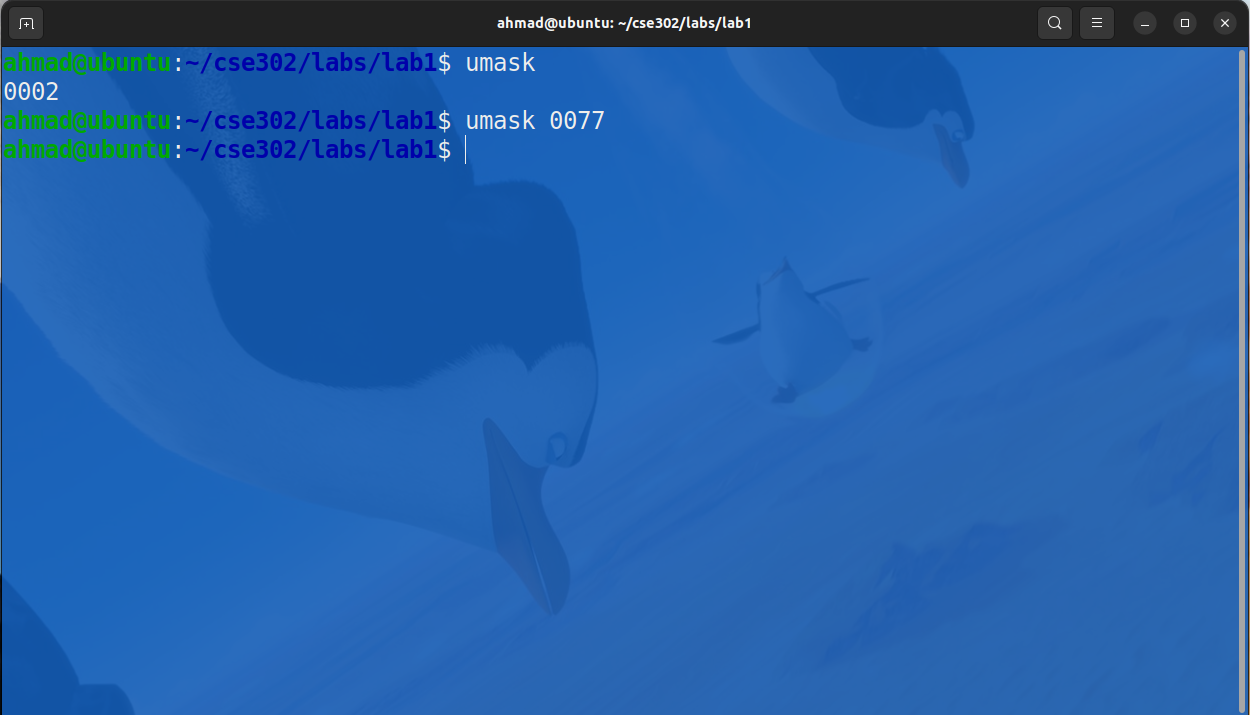 ahmad@ubuntu: ~/cse302/labs/lab1
ahmad@ubuntu:~/cse302/labs/lab1$ umask
0002
ahmad@ubuntu:~/cse302/labs/lab1$ umask 0077
ahmad@ubuntu:~/cse302/labs/lab1$